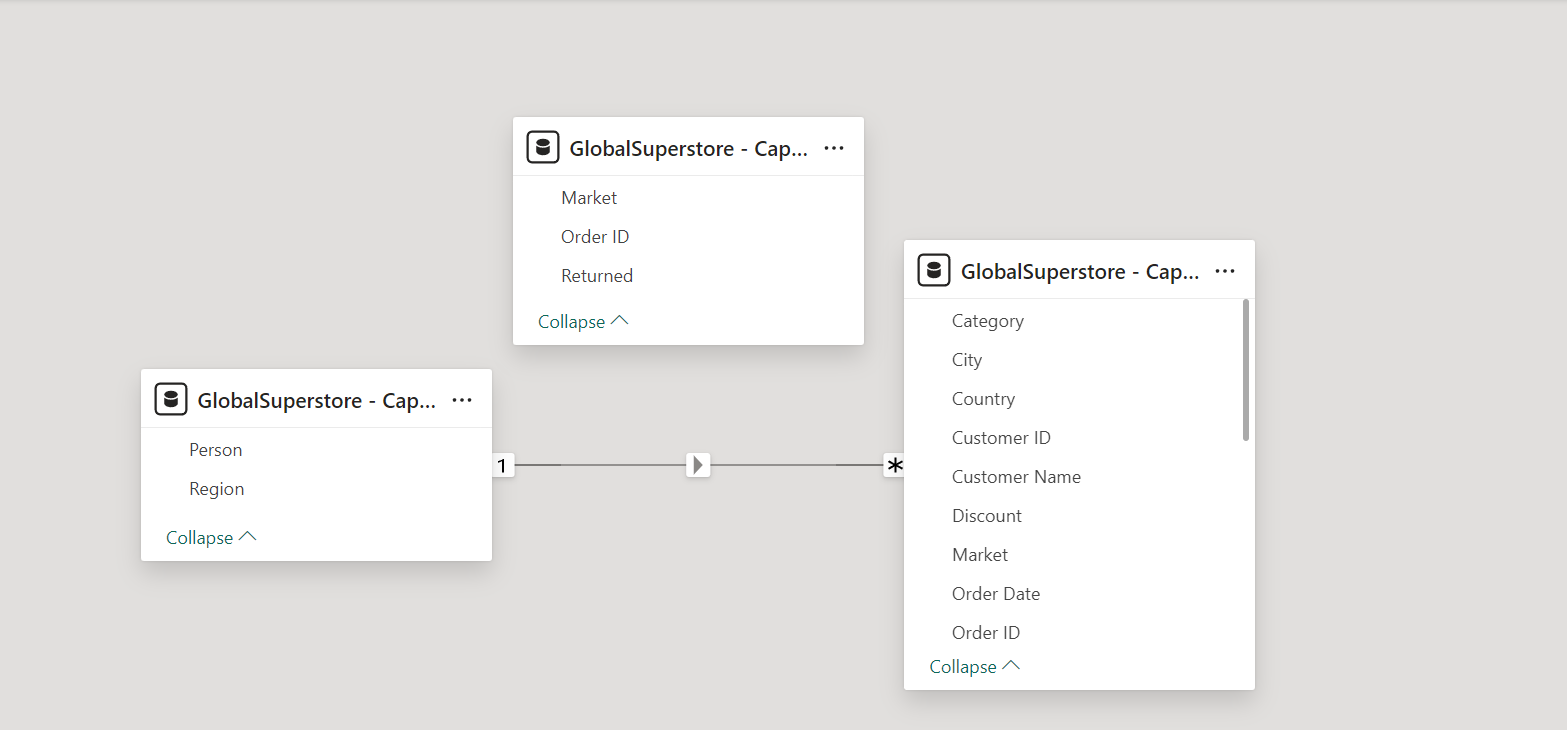 GlobalSuperstore - Cap...
Market
Order ID
Returned
Collapse
GlobalSuperstore - Cap...
Person
Region
Collapse
1
*
GlobalSuperstore - Cap...
Category
City
Country
Customer ID
Customer Name
Discount
Market
Order Date
Order ID
Collapse